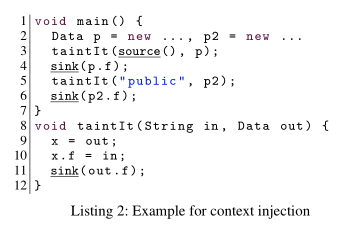 1 void main() {
2 Data p = new ..., p2 = new ...
3 taintIt(source(), p);
4 sink(p.f);
5 taintIt("public", p2);
6 sink(p2.f);
7 }
8 void taintIt(String in, Data out) {
9 x = out;
10 x.f = in;
11 sink(out.f);
12 }
Listing 2: Example for context injection